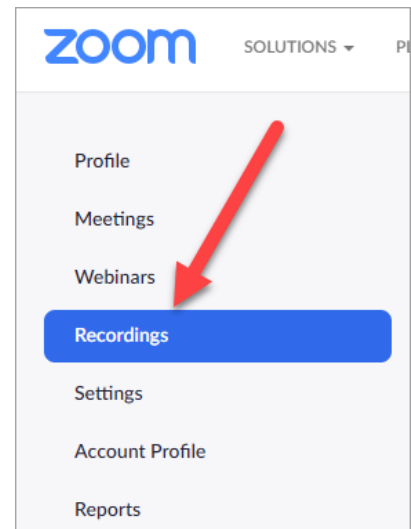 zoom SOLUTIONS
Profile
Meetings
Webinars
Recordings
Settings
Account Profile
Reports